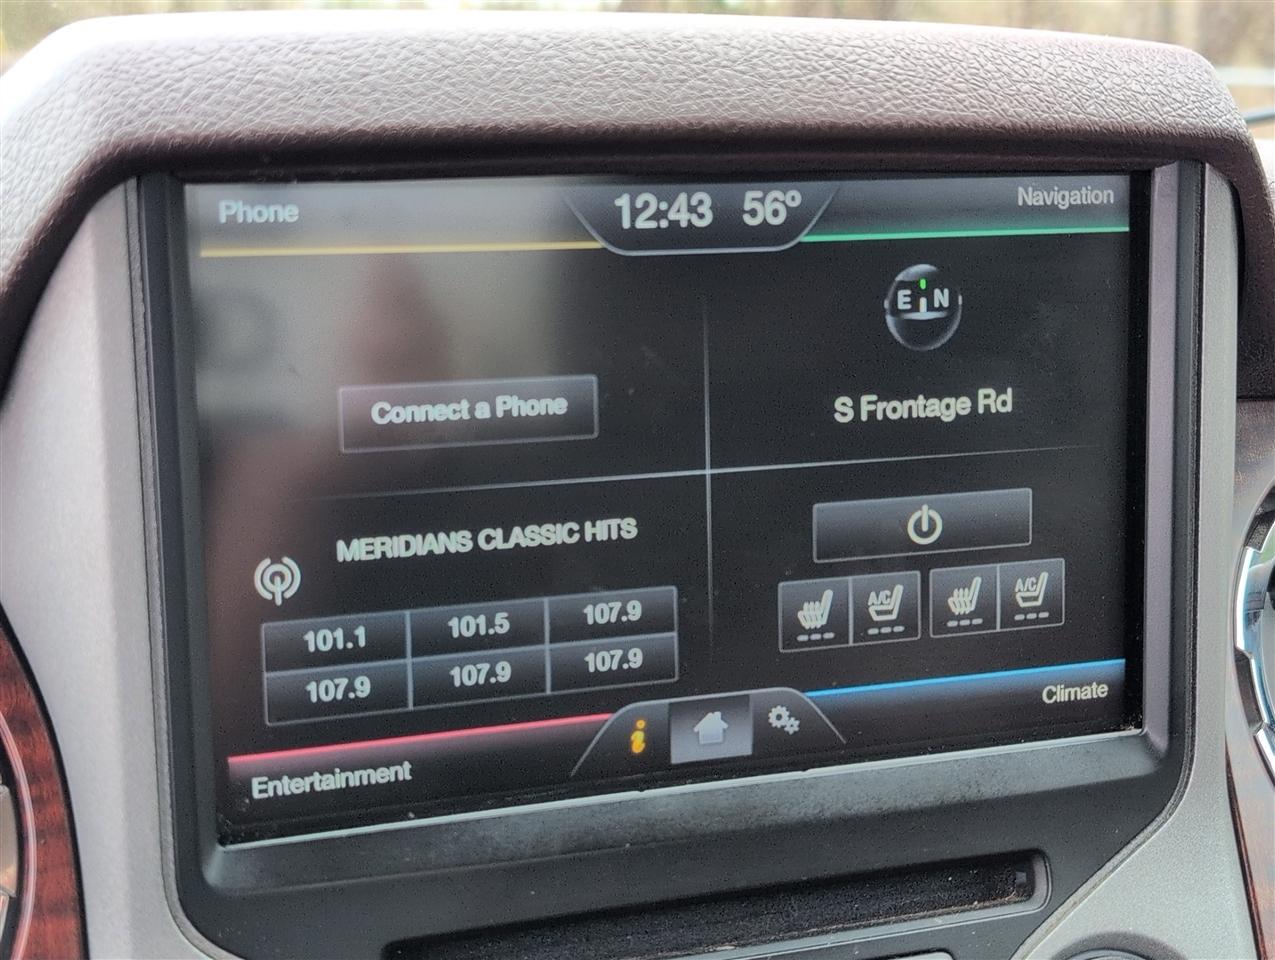 Phone
12:43 56°
Navigation
E N
Connect a Phone
S Frontage Rd
MERIDIANS CLASSIC HITS
101.1 101.5 107.9
107.9 107.9 107.9
A/C A/C
Entertainment
i
Climate